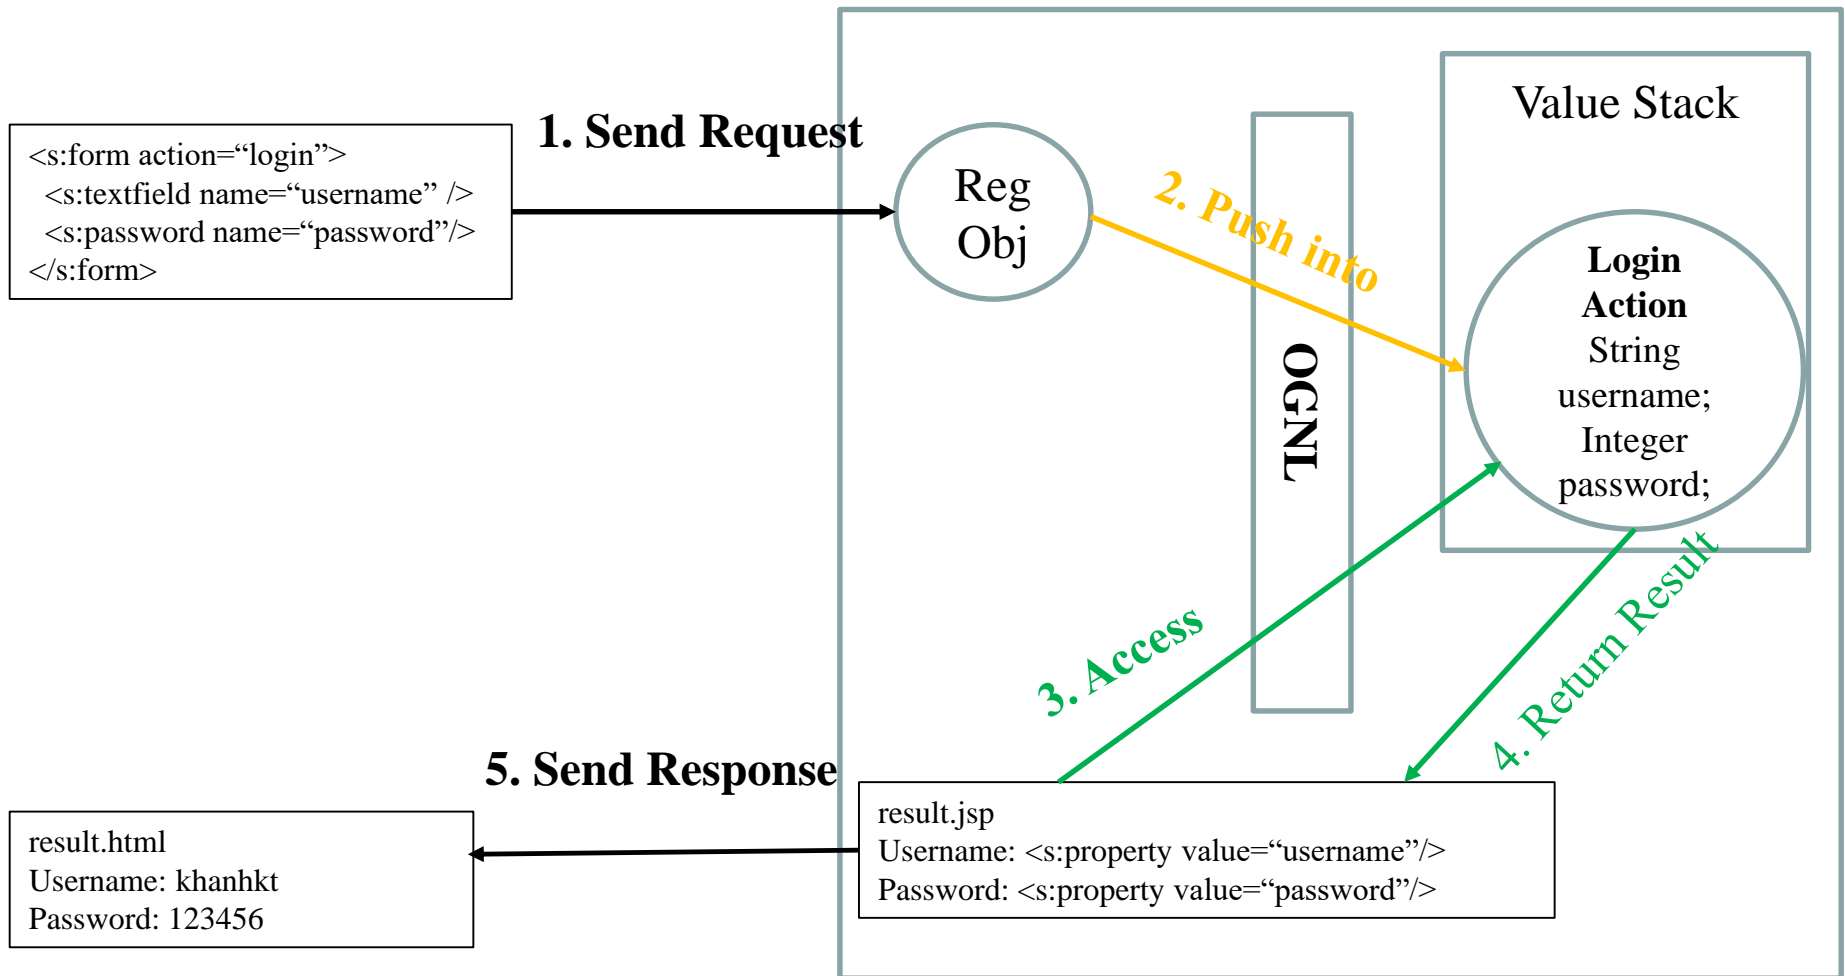 <s:form action=“login”>
<s:textfield name=“username” />
<s:password name=“password”/>
</s:form>
1. Send Request
Reg
Obj
2. Push into
OGNL
Value Stack
Login
Action
String
username;
Integer
password;
3. Access
4. Return Result
5. Send Response
result.jsp
Username: <s:property value=“username”/>
Password: <s:property value=“password”/>
result.html
Username: khanhkt
Password: 123456